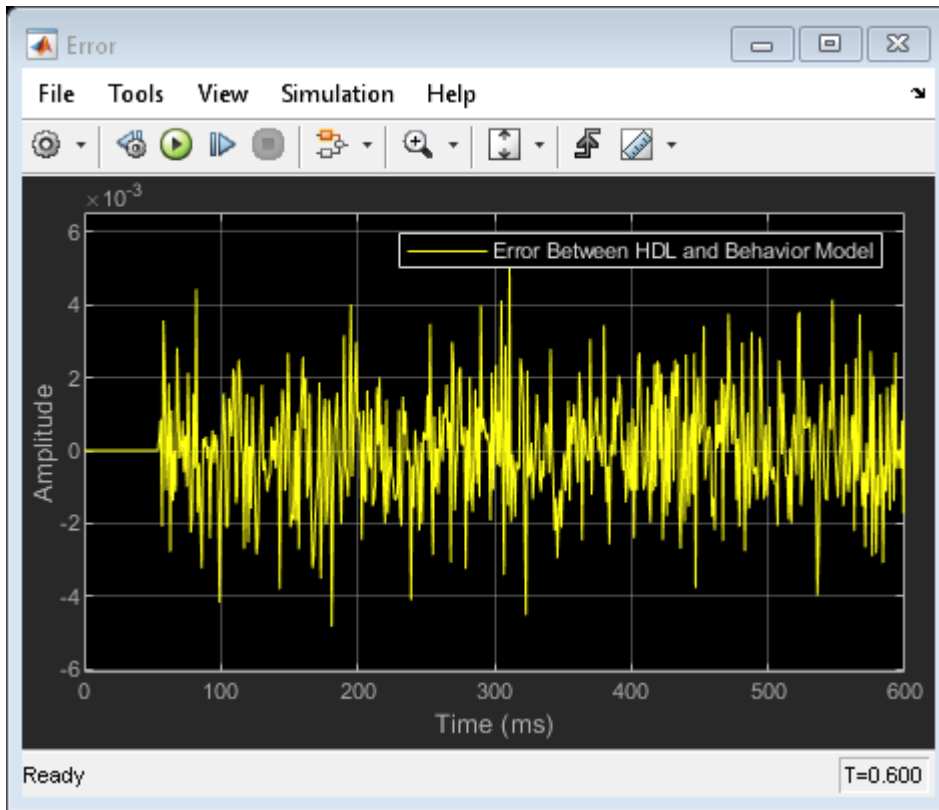 Error
File Tools View Simulation Help
×10-3
6
4
2
0
-2
-4
-6
Amplitude
Error Between HDL and Behavior Model
0 100 200 300 400 500 600
Time (ms)
Ready T=0.600